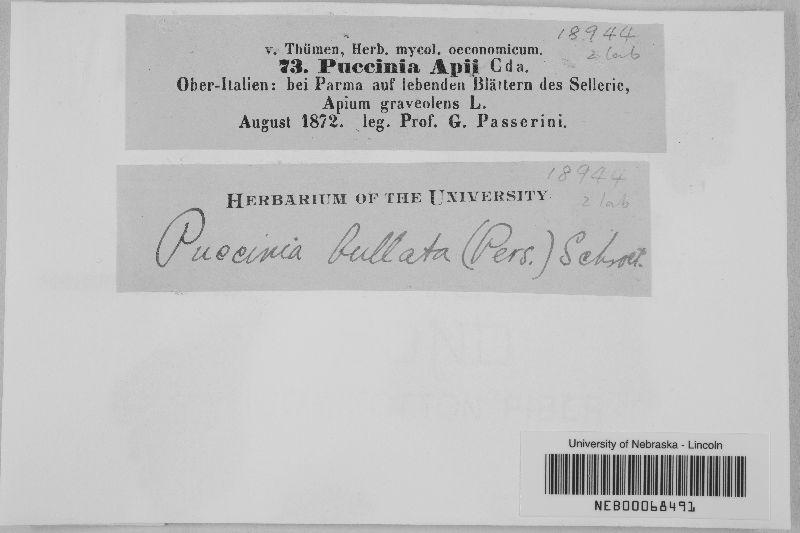 v. Thümen, Herb. mycol. oeconomicum.
18944
2 lab
73. Puccinia Apii Cda.
Ober-Italien: bei Parma auf lebenden Blättern des Sellerie,
Apium graveolens L.
August 1872. leg. Prof. G. Passerini.
18944
2 lab
HERBARIUM OF THE UNIVERSITY
Puccinia bullata (Pers.) Schroet.
University of Nebraska - Lincoln
NEB00068491